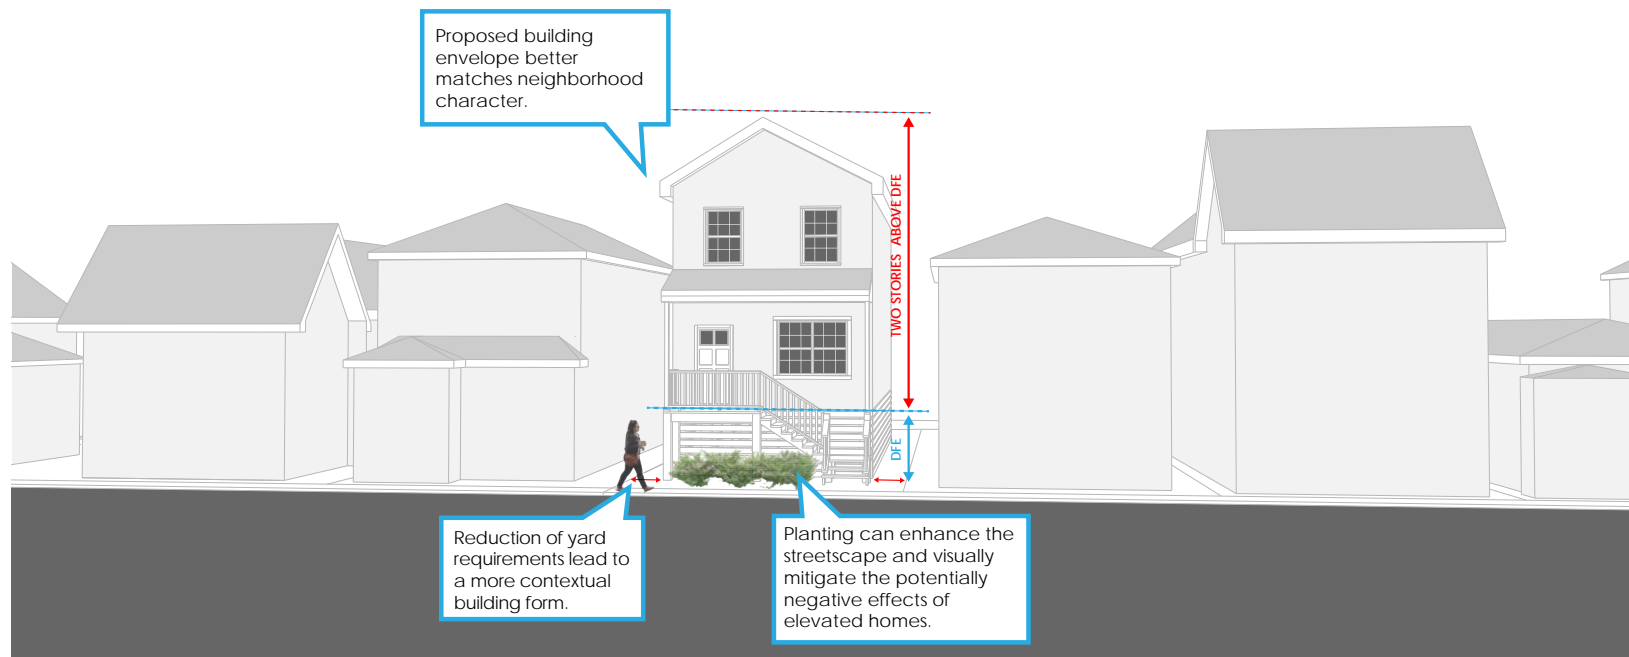 Proposed building
envelope better
matches neighborhood
character.
TWO STORIES ABOVE DFE
DFE
Reduction of yard
requirements lead to
a more contextual
building form.
Planting can enhance the
streetscape and visually
mitigate the potentially
negative effects of
elevated homes.